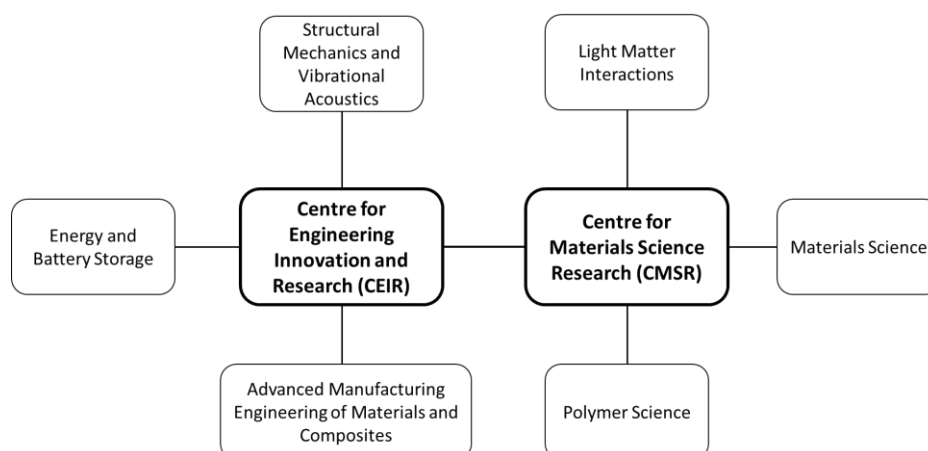 Structural
Mechanics and
Vibrational
Acoustics
Light Matter
Interactions
Energy and
Battery Storage
Centre for
Engineering
Innovation and
Research (CEIR)
Centre for
Materials Science
Research (CMSR)
Materials Science
Advanced Manufacturing
Engineering of Materials and
Composites
Polymer Science